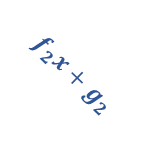 f₂x × g₂